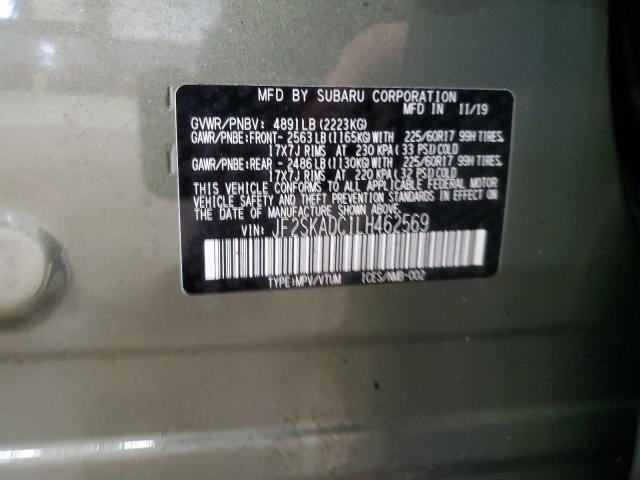 MFD BY SUBARU CORPORATION
MFD IN 11/19
GVWR/PNBV: 4891LB(2223KG)
GAWR/PNBE:FRONT- 2563LB(1165KG)WITH 225/60R17 99H TIRES,
17X7J RIMS AT 230 KPA(33 PSI)COLD
GAWR/PNBE:REAR - 2486LB(1130KG)WITH 225/60R17 99H TIRES,
17X7J RIMS AT 220 KPA(32 PSI)COLD
THIS VEHICLE CONFORMS TO ALL APPLICABLE FEDERAL MOTOR
VEHICLE SAFETY AND THEFT PREVENTION STANDARDS IN EFFECT ON
THE DATE OF MANUFACTURE SHOWN ABOVE.
VIN: JF2SKADC1LH462569
TYPE:MPV/VTUM ICES/NMB-002